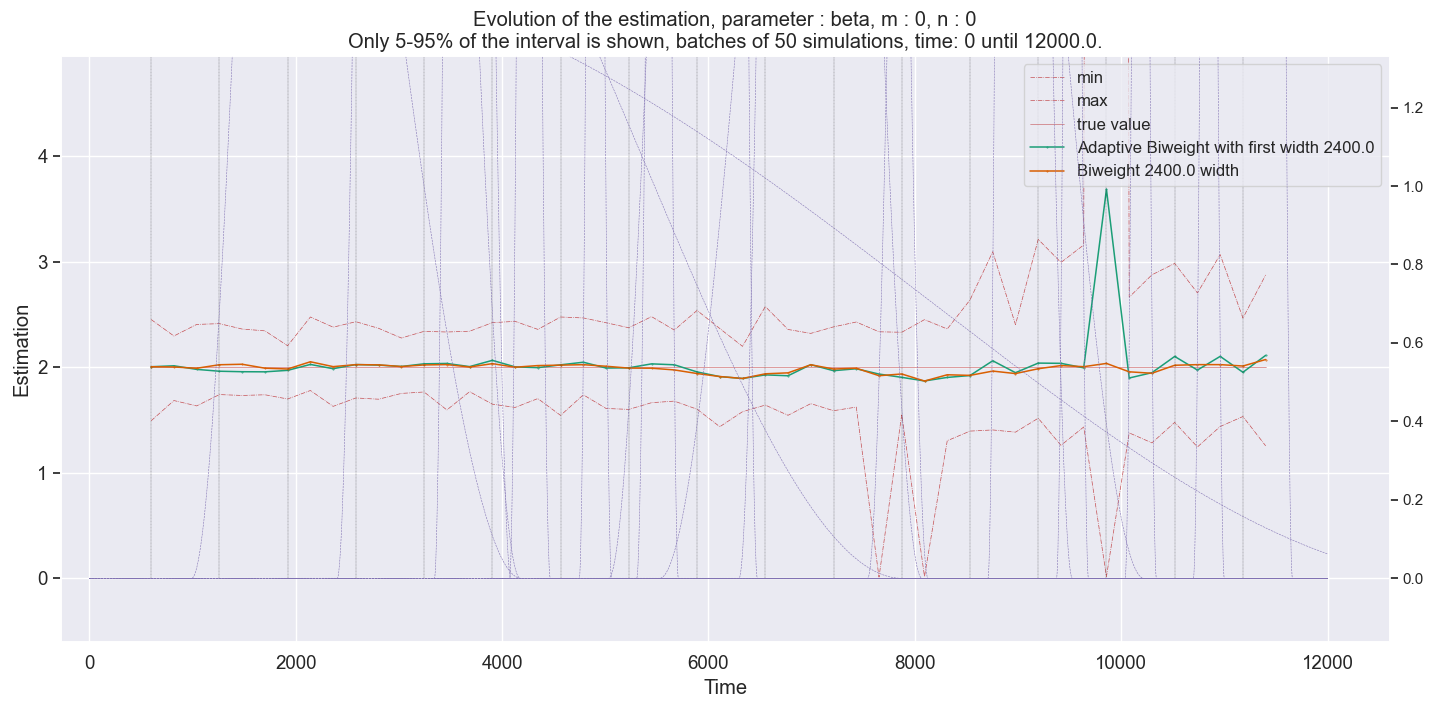 Evolution of the estimation, parameter : beta, m : 0, n : 0
Only 5-95% of the interval is shown, batches of 50 simulations, time: 0 until 12000.0.
min
max
true value
Adaptive Biweight with first width 2400.0
Biweight 2400.0 width
Estimation
4
3
2
1
0
1.2
1.0
0.8
0.6
0.4
0.2
0.0
0 2000 4000 6000 8000 10000 12000
Time